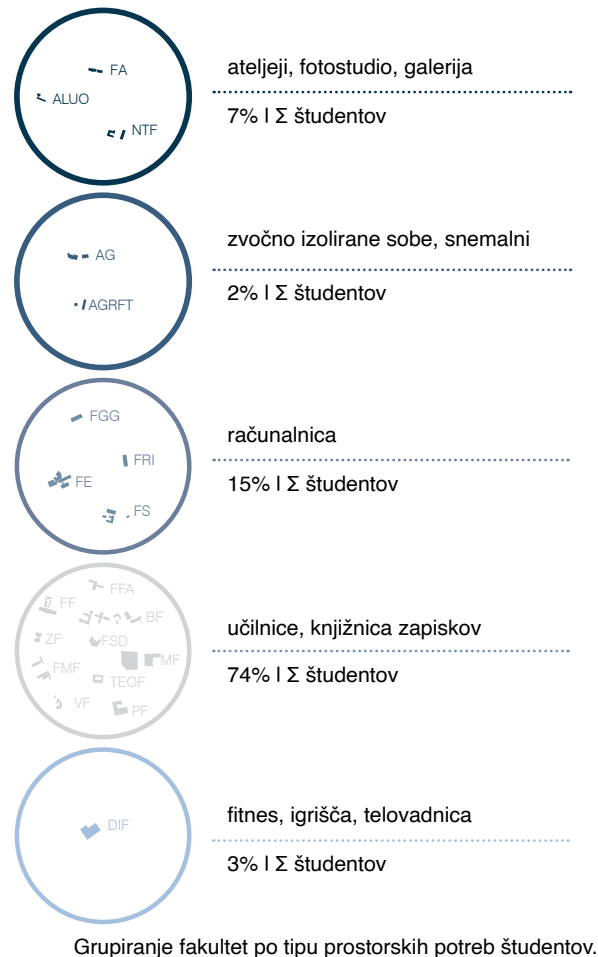 FA
ALUO
NTF
ateljeji, fotostudio, galerija
7% | Σ študentov
AG
AGRFT
zvočno izolirane sobe, snemalni
2% | Σ študentov
FGG
FRI
FE
FS
računalnica
15% | Σ študentov
FFA
FF
BF
ZF
FSD
MF
FMF
TEOF
VF
PF
učilnice, knjižnica zapiskov
74% | Σ študentov
DIF
fitnes, igrišča, telovadnica
3% | Σ študentov
Grupiranje fakultet po tipu prostorskih potreb študentov.